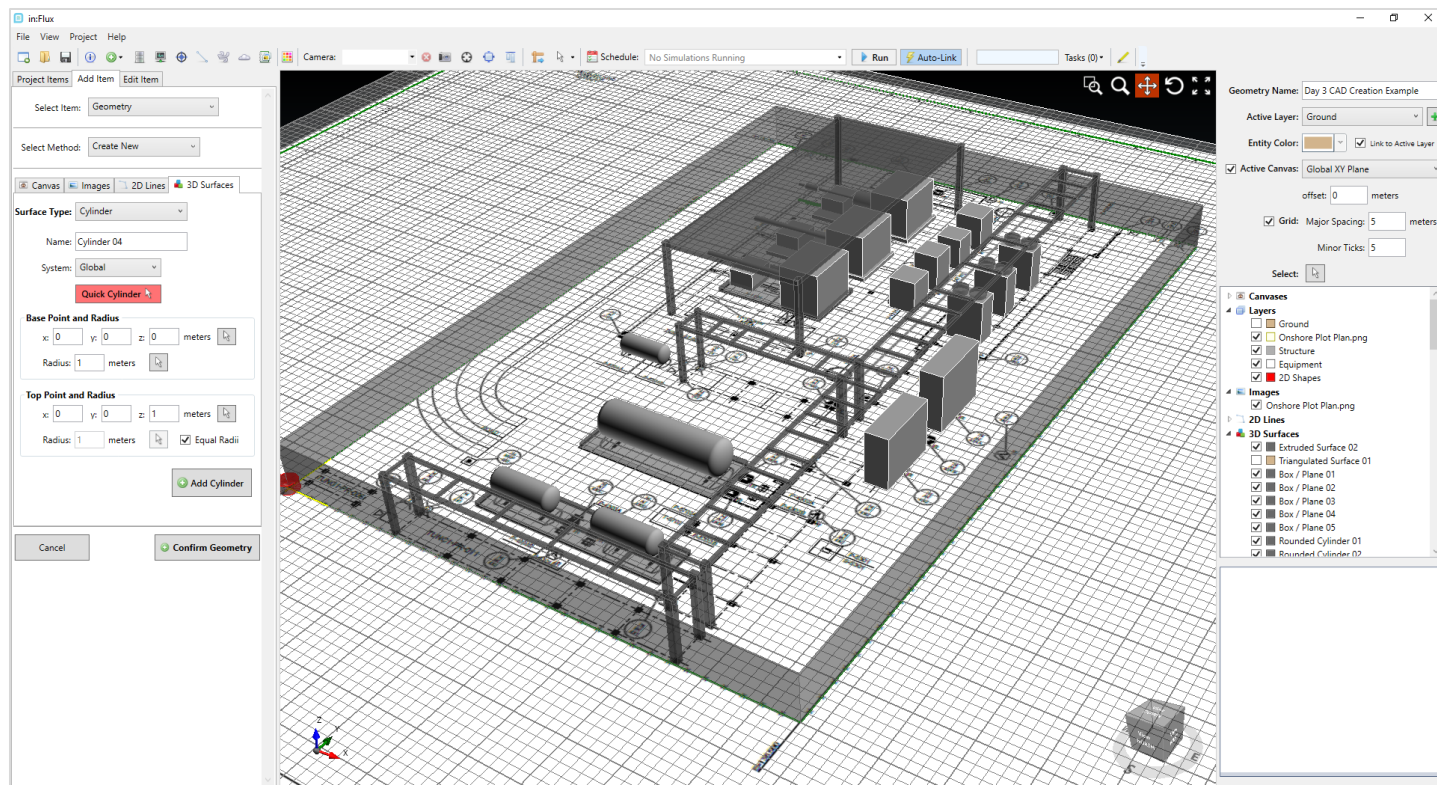 in:Flux
File View Project Help
Camera: Schedule: No Simulations Running Run Auto-Link Tasks (0)
Project Items Add Item Edit Item
Select Item: Geometry
Select Method: Create New
Canvas Images 2D Lines 3D Surfaces
Surface Type: Cylinder
Name: Cylinder 04
System: Global
Quick Cylinder
Base Point and Radius
x: 0 y: 0 z: 0 meters
Radius: 1 meters
Top Point and Radius
x: 0 y: 0 z: 1 meters
Radius: 1 meters Equal Radii
Add Cylinder
Cancel Confirm Geometry
Z
Y
X
S
E
Geometry Name: Day 3 CAD Creation Example
Active Layer: Ground
Entity Color: Link to Active Layer
Active Canvas: Global XY Plane
offset: 0 meters
Grid: Major Spacing: 5 meters
Minor Ticks: 5
Select:
Canvases
Layers
Ground
Onshore Plot Plan.png
Structure
Equipment
2D Shapes
Images
Onshore Plot Plan.png
2D Lines
3D Surfaces
Extruded Surface 02
Triangulated Surface 01
Box / Plane 01
Box / Plane 02
Box / Plane 03
Box / Plane 04
Box / Plane 05
Rounded Cylinder 01
Rounded Cylinder 02